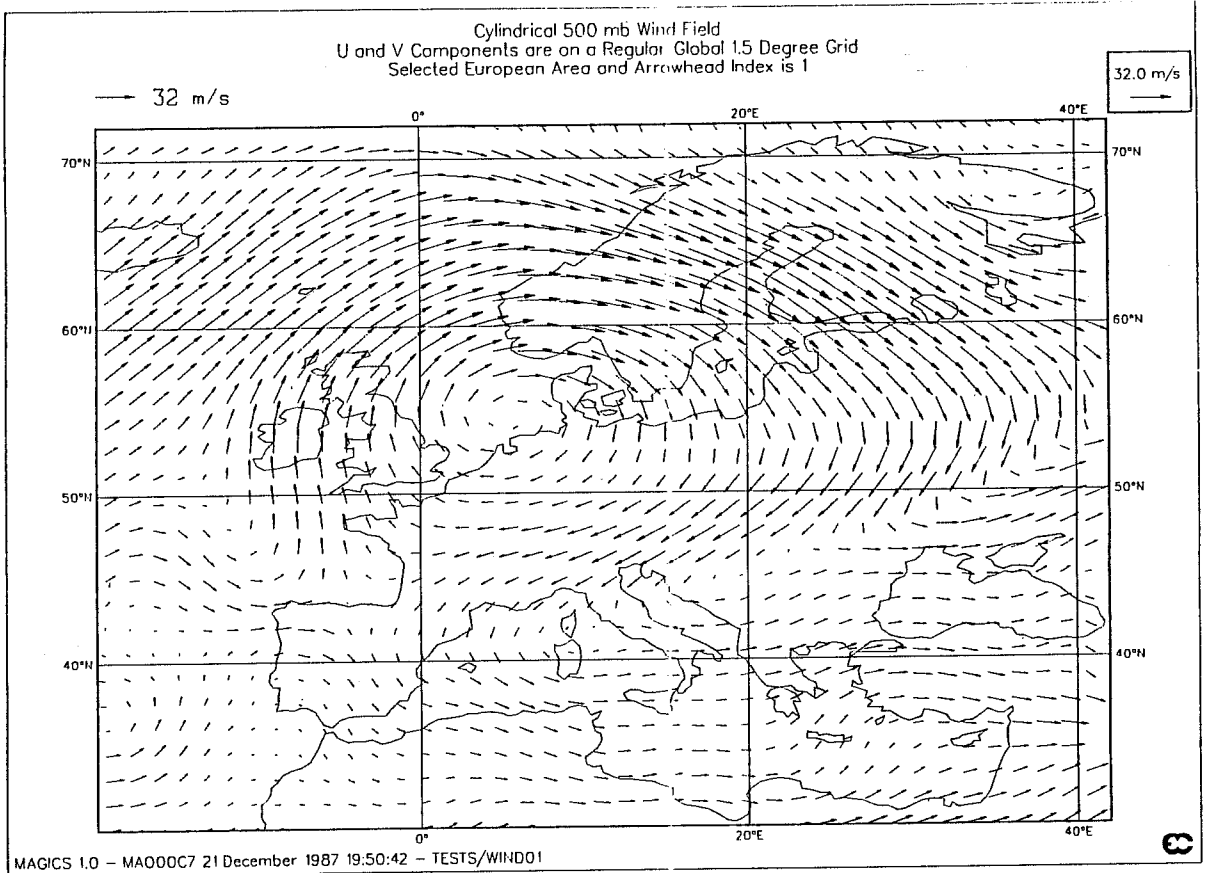 Cylindrical 500 mb Wind Field
U and V Components are on a Regular Global 1.5 Degree Grid
Selected European Area and Arrowhead Index is 1
32.0 m/s
32 m/s
0° 20°E 40°E
70°N 70°N
60°N 60°N
50°N 50°N
40°N 40°N
0° 20°E 40°E
MAGICS 1.0 - MA000C7 21 December 1987 19:50:42 - TESTS/WIND01